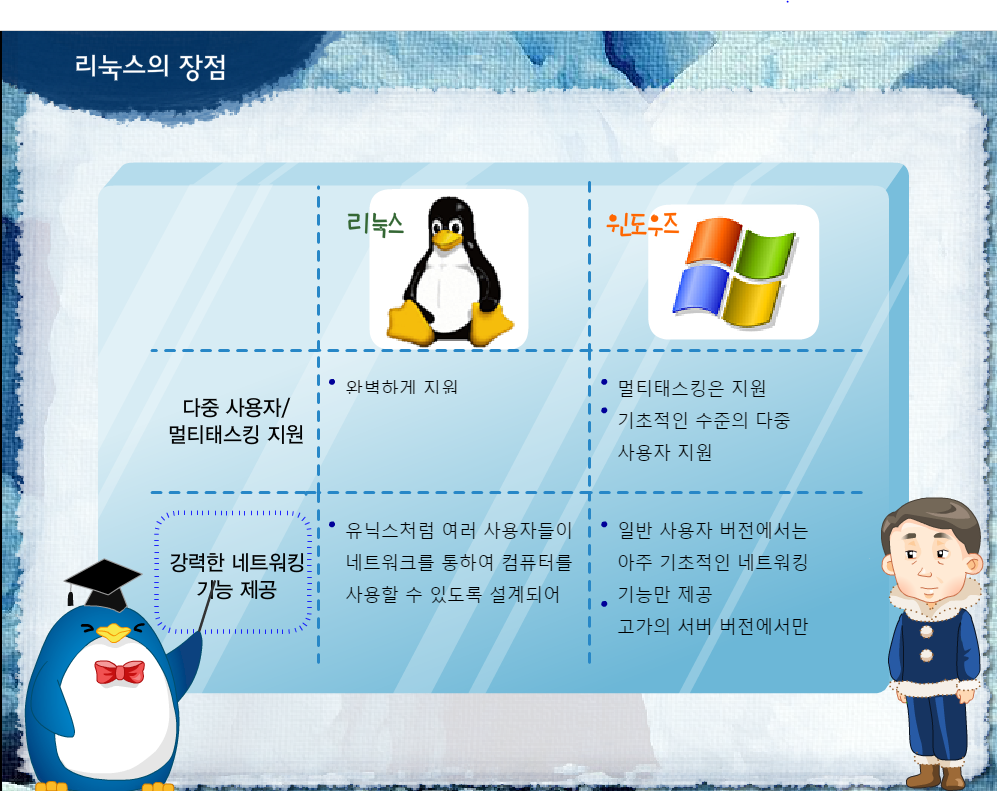 리눅스의 장점
리눅스
윈도우즈
다중 사용자/
멀티태스킹 지원
완벽하게 지원
멀티태스킹은 지원
기초적인 수준의 다중
사용자 지원
강력한 네트워킹
기능 제공
유닉스처럼 여러 사용자들이
네트워크를 통하여 컴퓨터를
사용할 수 있도록 설계되어
일반 사용자 버전에서는
아주 기초적인 네트워킹
기능만 제공
고가의 서버 버전에서만